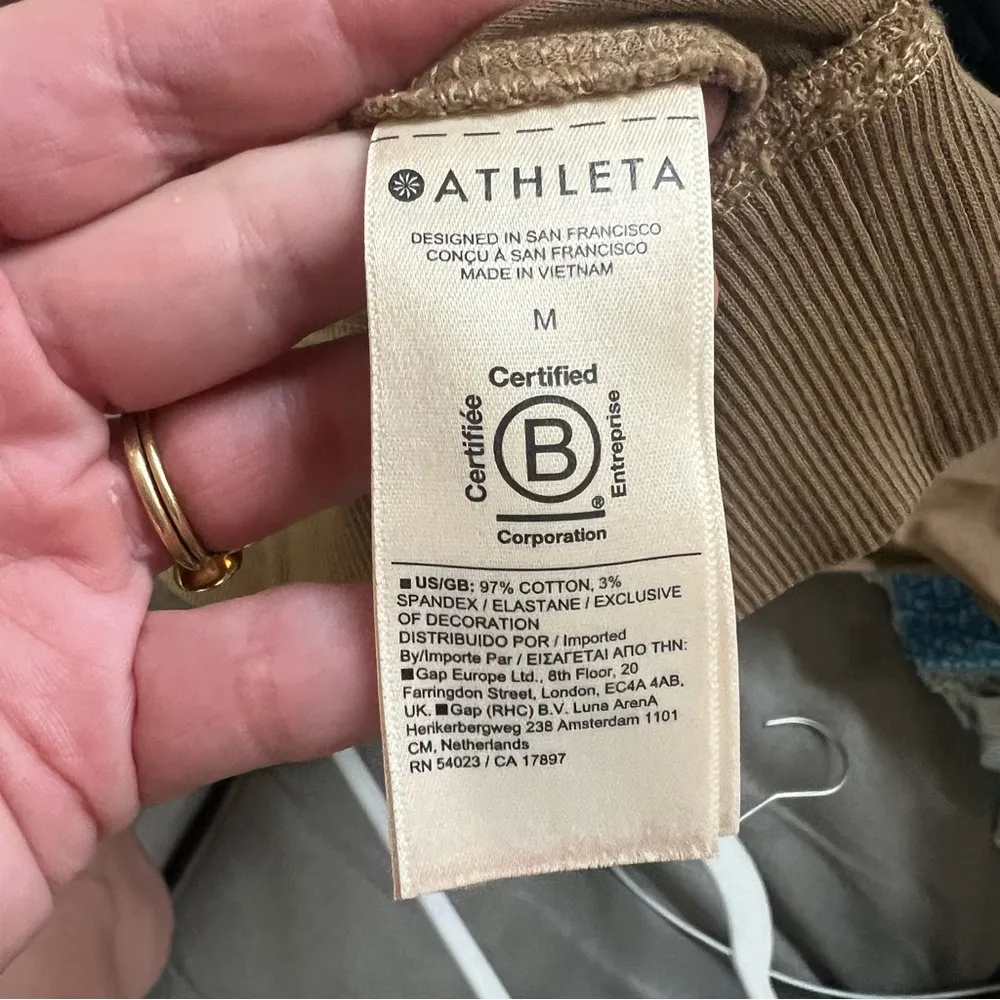 ATHLETA
DESIGNED IN SAN FRANCISCO
CONÇU À SAN FRANCISCO
MADE IN VIETNAM
M
Certified
Certifiée
B
Entreprise
®
Corporation
■ US/GB: 97% COTTON, 3%
SPANDEX / ELASTANE / EXCLUSIVE
OF DECORATION
DISTRIBUIDO POR / Imported
By/Importe Par / ΕΙΣΑΓΕΤΑΙ ΑΠΟ ΤΗΝ:
■Gap Europe Ltd., 8th Floor, 20
Farringdon Street, London, EC4A 4AB,
UK. ■Gap (RHC) B.V. Luna ArenA
Herikerbergweg 238 Amsterdam 1101
CM, Netherlands
RN 54023 / CA 17897